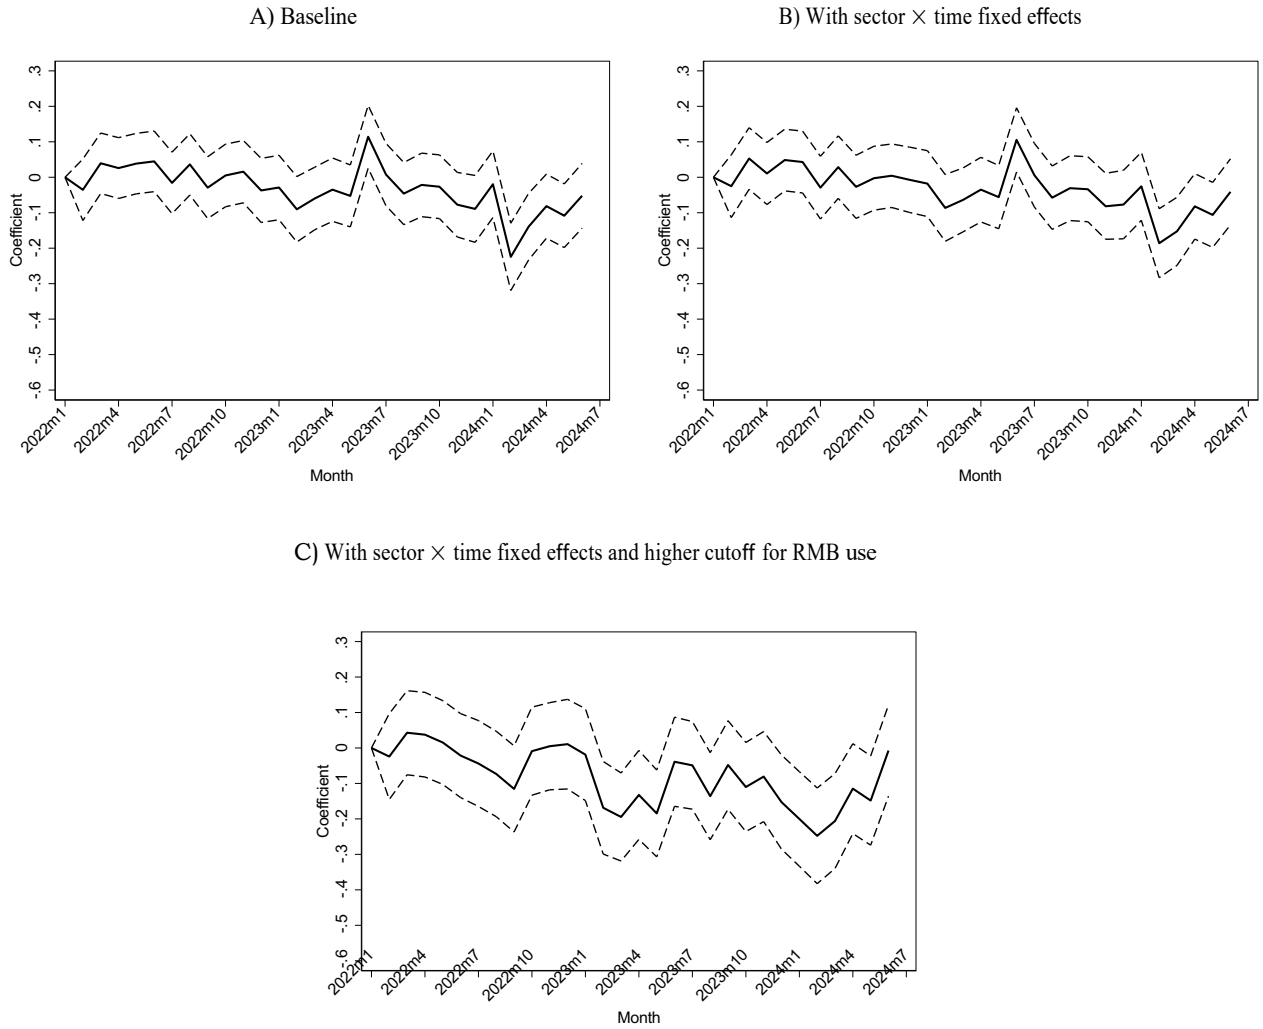 A) Baseline
B) With sector × time fixed effects
.3
.2
.1
0
-.1
-.2
-.3
-.4
-.5
-.6
Coefficient
2022m1
2022m4
2022m7
2022m10
2023m1
2023m4
2023m7
2023m10
2024m1
2024m4
2024m7
Month
.3
.2
.1
0
-.1
-.2
-.3
-.4
-.5
-.6
Coefficient
2022m1
2022m4
2022m7
2022m10
2023m1
2023m4
2023m7
2023m10
2024m1
2024m4
2024m7
Month
C) With sector × time fixed effects and higher cutoff for RMB use
.3
.2
.1
0
-.1
-.2
-.3
-.4
-.5
-.6
Coefficient
2022m1
2022m4
2022m7
2022m10
2023m1
2023m4
2023m7
2023m10
2024m1
2024m4
2024m7
Month